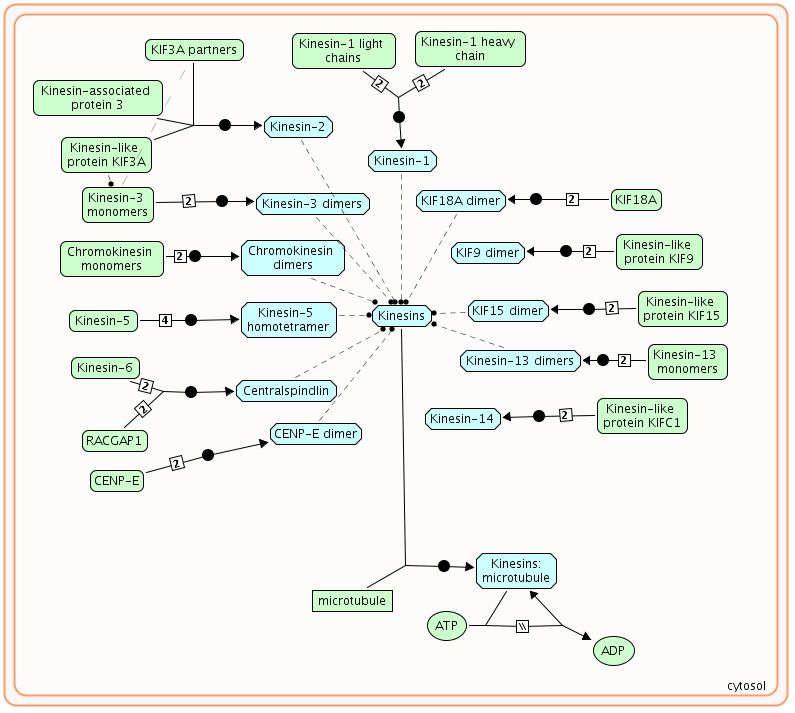 KIF3A partners
Kinesin-1 light
chains
Kinesin-1 heavy
chain
2
2
Kinesin-associated
protein 3
Kinesin-2
Kinesin-like
protein KIF3A
Kinesin-1
Kinesin-3
monomers
2
Kinesin-3 dimers
KIF18A dimer
2
KIF18A
Chromokinesin
monomers
2
Chromokinesin
dimers
KIF9 dimer
2
Kinesin-like
protein KIF9
Kinesin-5
4
Kinesin-5
homotetramer
Kinesins
KIF15 dimer
2
Kinesin-like
protein KIF15
Kinesin-6
2
Kinesin-13 dimers
2
Kinesin-13
monomers
Centralspindlin
2
RACGAP1
Kinesin-14
2
Kinesin-like
protein KIFC1
CENP-E dimer
2
CENP-E
Kinesins:
microtubule
microtubule
ATP
\\
ADP
cytosol